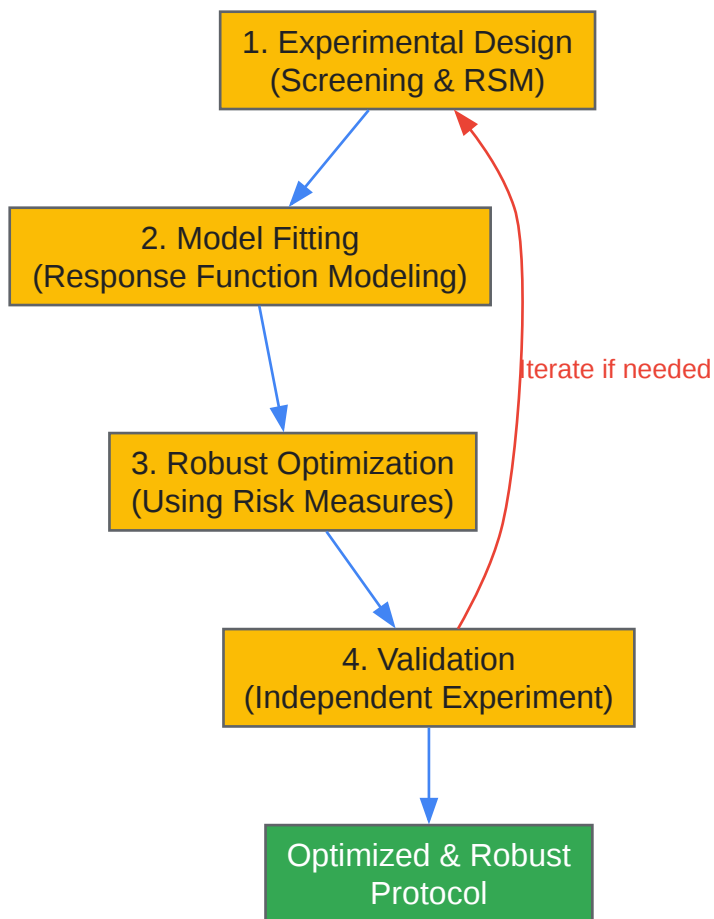 1. Experimental Design
(Screening & RSM)
2. Model Fitting
(Response Function Modeling)
Iterate if needed
3. Robust Optimization
(Using Risk Measures)
4. Validation
(Independent Experiment)
Optimized & Robust
Protocol